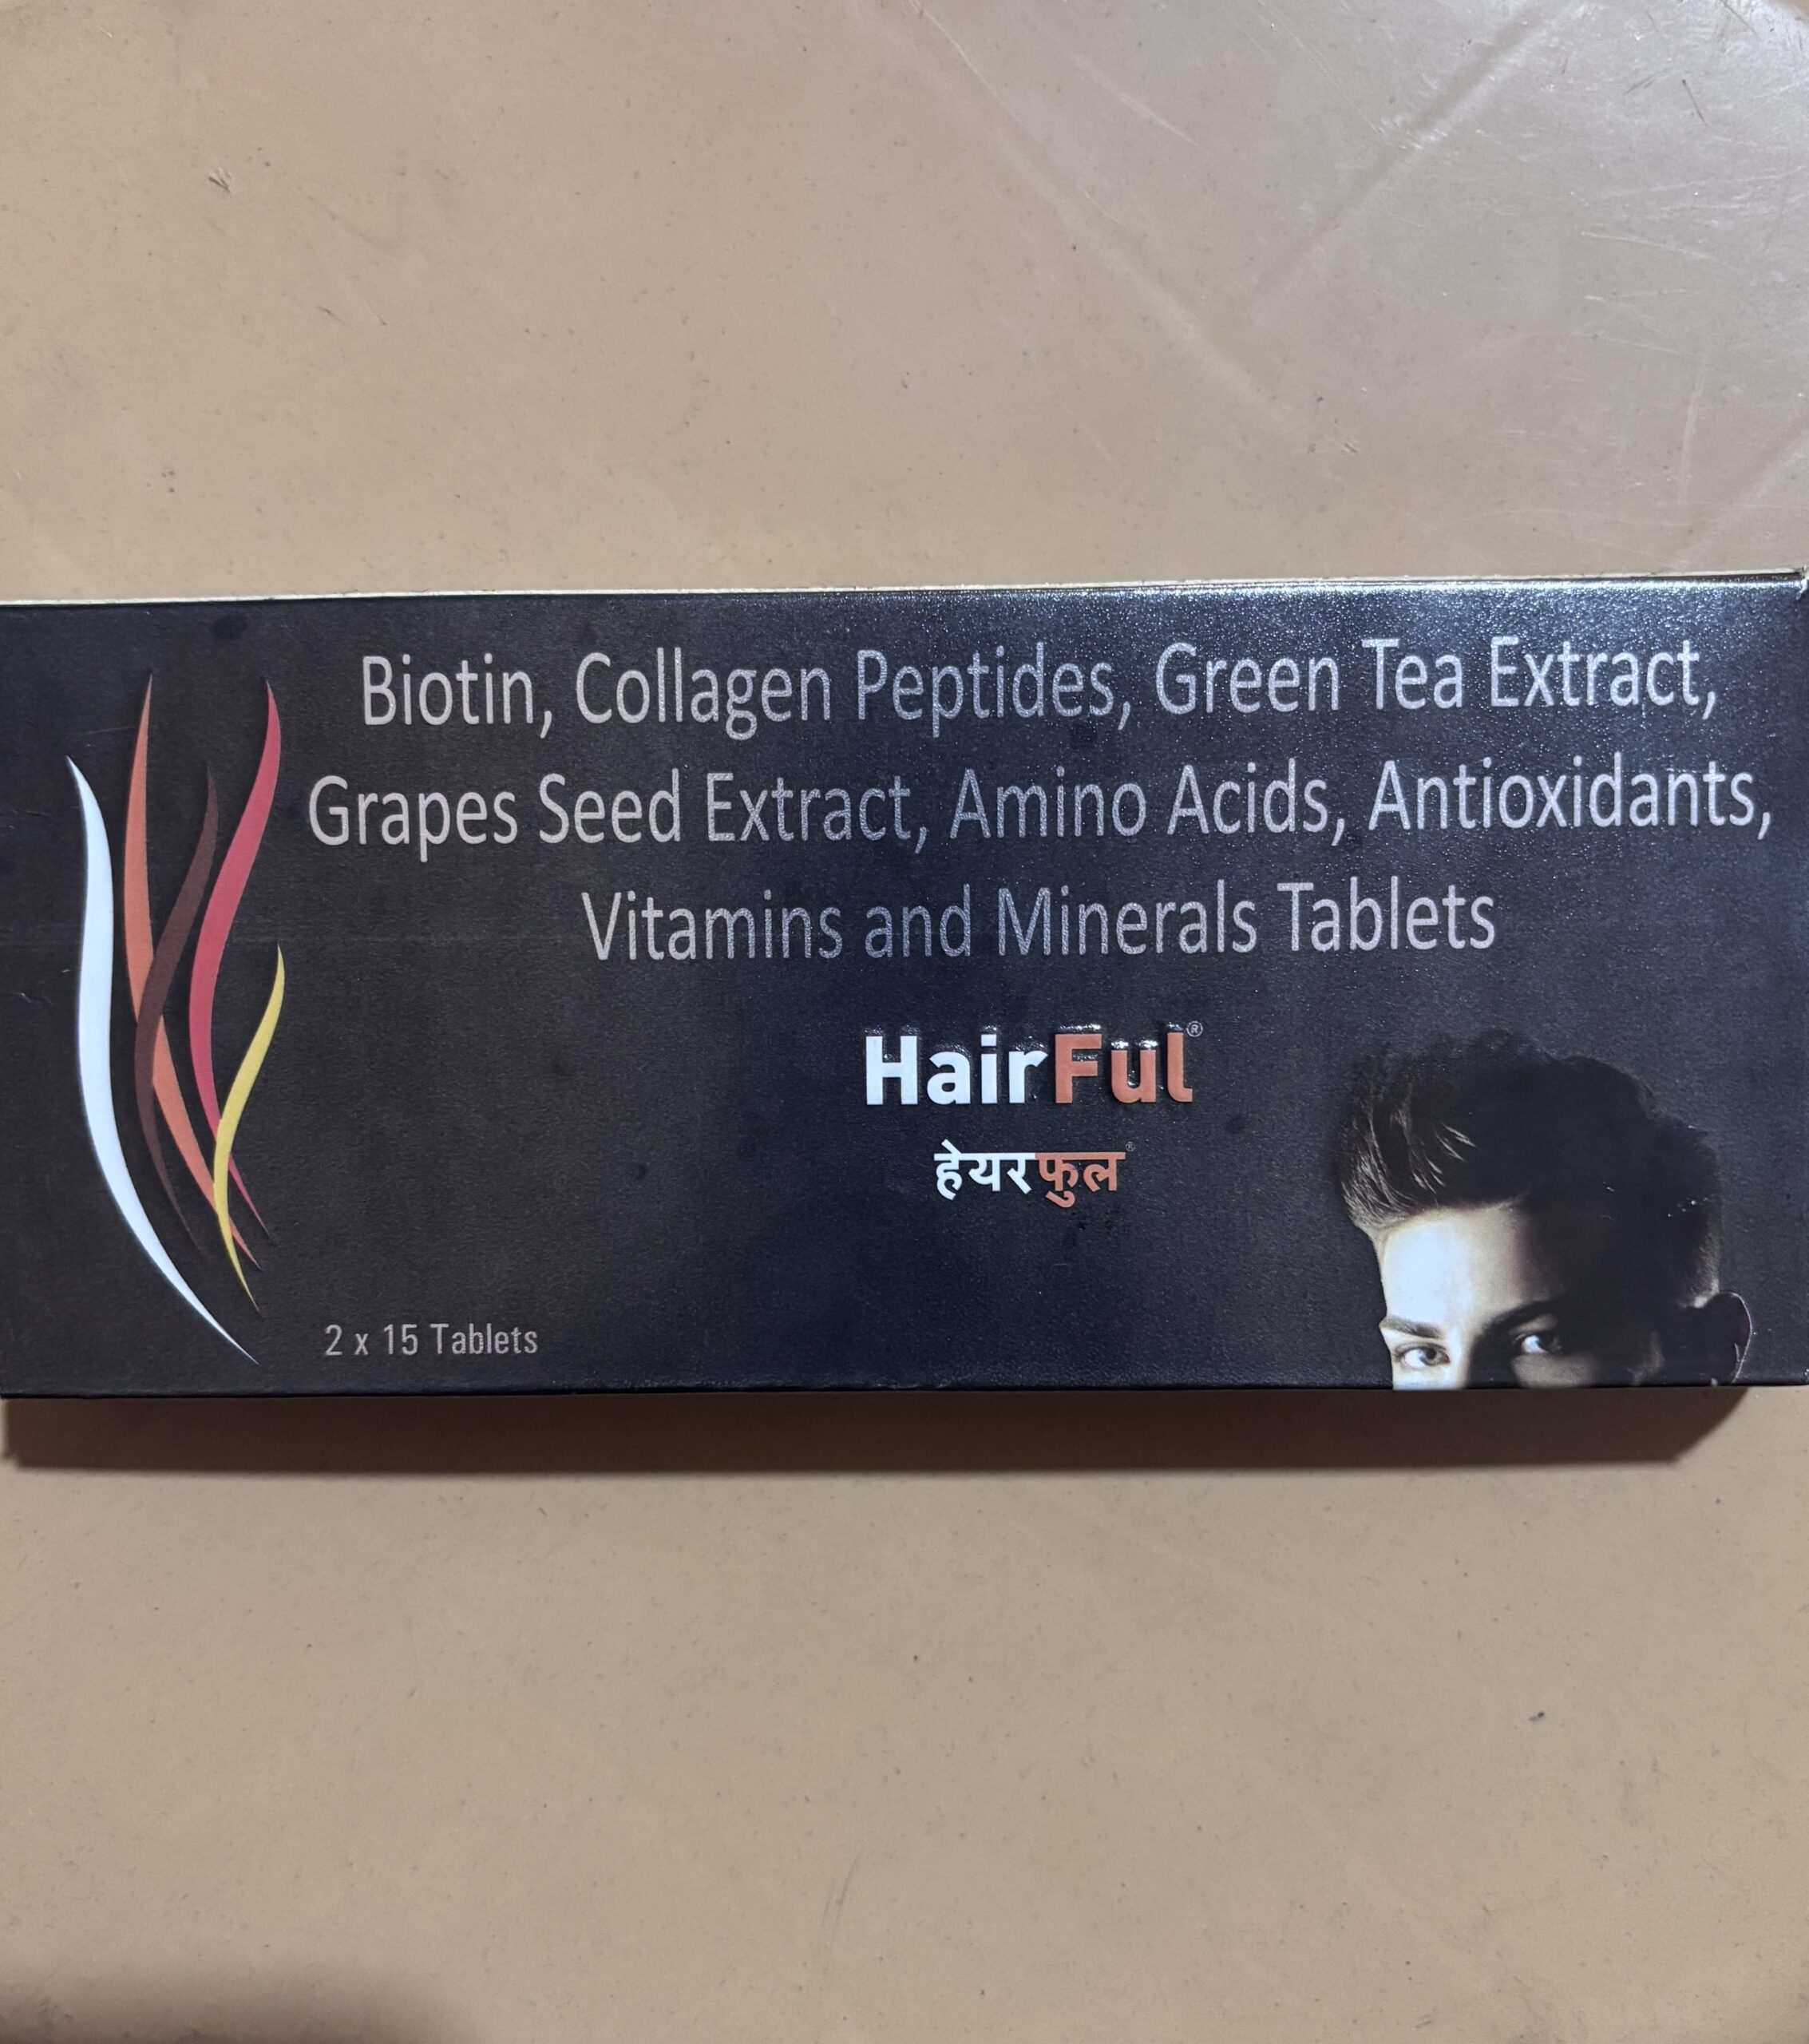 Biotin, Collagen Peptides, Green Tea Extract,
Grapes Seed Extract, Amino Acids, Antioxidants,
Vitamins and Minerals Tablets
HairFul®
हेयरफुल®
2 x 15 Tablets